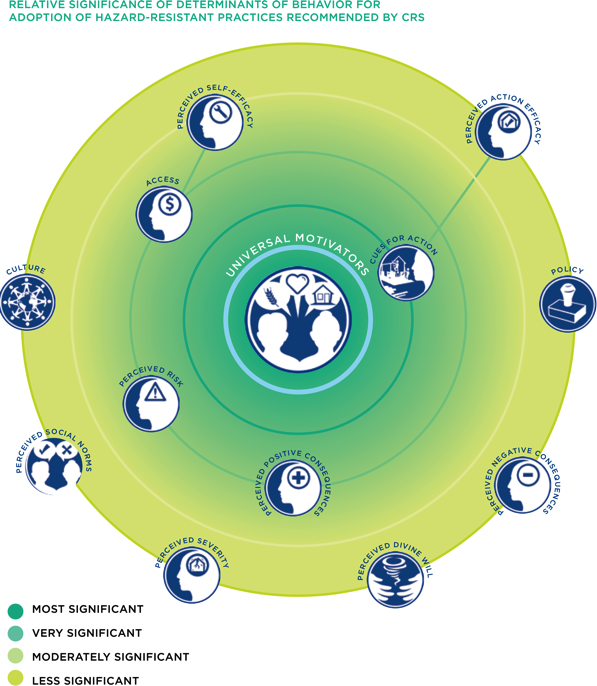 RELATIVE SIGNIFICANCE OF DETERMINANTS OF BEHAVIOR FOR
ADOPTION OF HAZARD-RESISTANT PRACTICES RECOMMENDED BY CRS
PERCEIVED SELF-EFFICACY
PERCEIVED ACTION EFFICACY
ACCESS
$
UNIVERSAL MOTIVATORS
CUES FOR ACTION
CULTURE
POLICY
PERCEIVED RISK
PERCEIVED SOCIAL NORMS
PERCEIVED POSITIVE CONSEQUENCES
PERCEIVED NEGATIVE CONSEQUENCES
PERCEIVED SEVERITY
PERCEIVED DIVINE WILL
MOST SIGNIFICANT
VERY SIGNIFICANT
MODERATELY SIGNIFICANT
LESS SIGNIFICANT